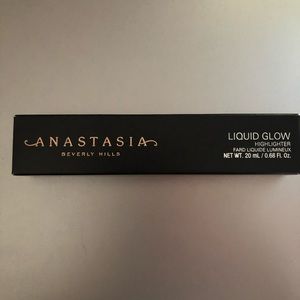 ANASTASIA
BEVERLY HILLS
LIQUID GLOW
HIGHLIGHTER
FARD LIQUIDE LUMINEUX
NET WT. 20 mL / 0.68 Fl. Oz.